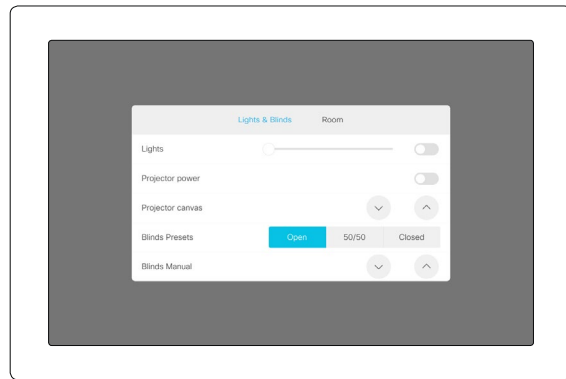 Lights & Blinds Room
Lights
Projector power
Projector canvas
Blinds Presets Open 50/50 Closed
Blinds Manual